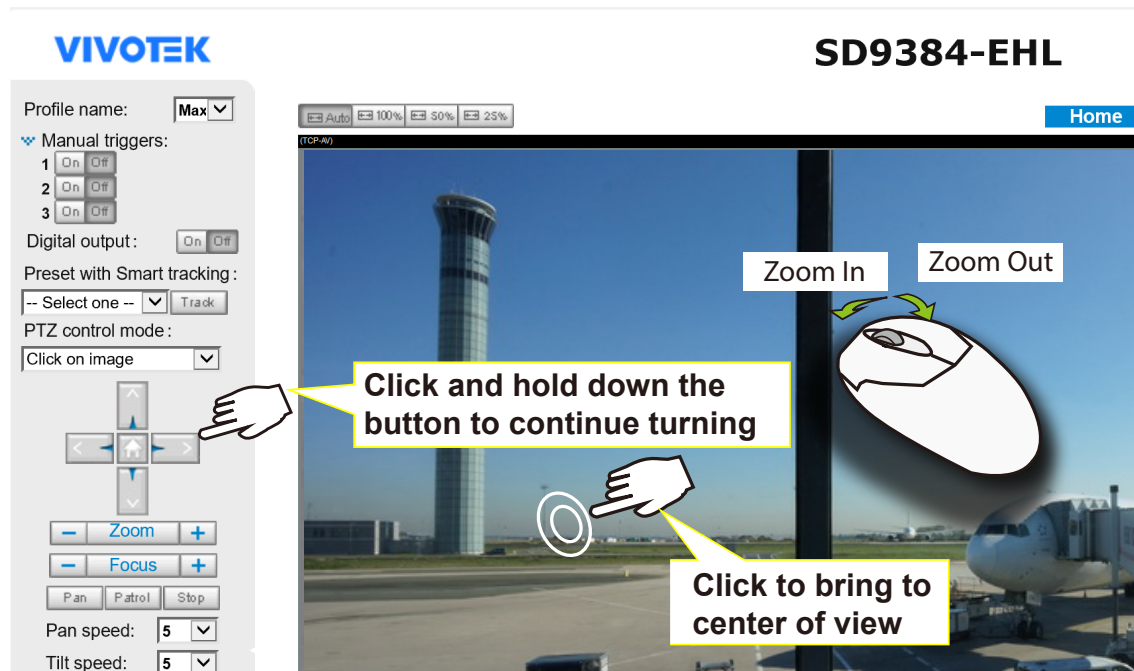 VIVOTEK
SD9384-EHL
Profile name: Max
Manual triggers:
1 On Off
2 On Off
3 On Off
Digital output : On Off
Preset with Smart tracking :
-- Select one -- Track
PTZ control mode :
Click on image
Zoom
Focus
Pan Patrol Stop
Pan speed: 5
Tilt speed: 5
Auto 100% 50% 25%
Home
(TCP-AV)
Zoom In
Zoom Out
Click and hold down the
button to continue turning
Click to bring to
center of view